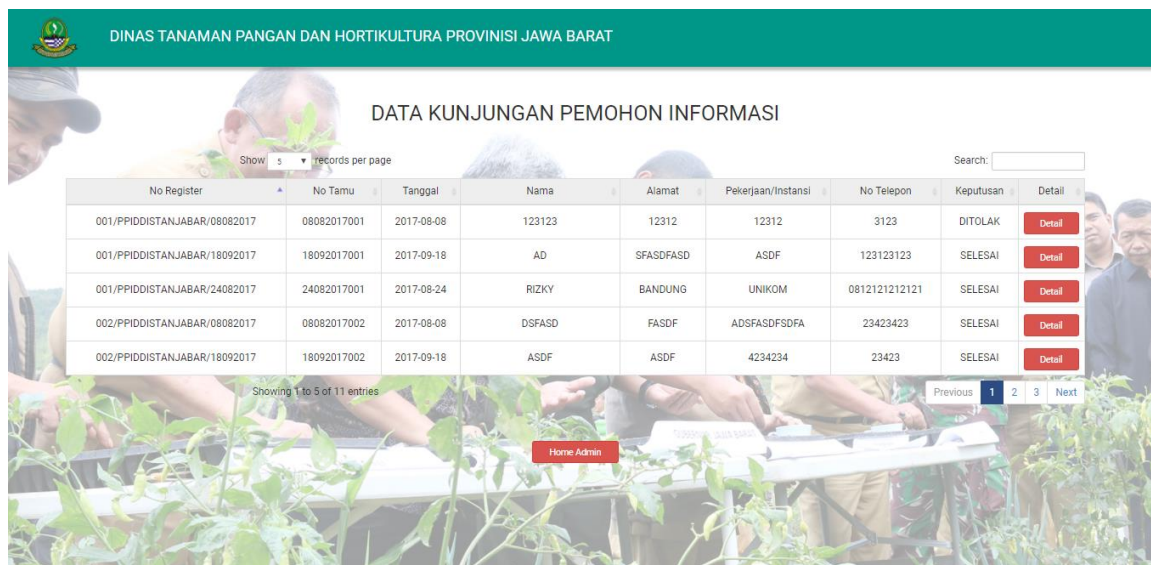 DINAS TANAMAN PANGAN DAN HORTIKULTURA PROVINISI JAWA BARAT
DATA KUNJUNGAN PEMOHON INFORMASI
Show 5 records per page Search:
No Register No Tamu Tanggal Nama Alamat Pekerjaan/Instansi No Telepon Keputusan Detail
001/PPIDDISTANJABAR/08082017 08082017001 2017-08-08 123123 12312 12312 3123 DITOLAK Detail
001/PPIDDISTANJABAR/18092017 18092017001 2017-09-18 AD SFASDFASD ASDF 123123123 SELESAI Detail
001/PPIDDISTANJABAR/24082017 24082017001 2017-08-24 RIZKY BANDUNG UNIKOM 0812121212121 SELESAI Detail
002/PPIDDISTANJABAR/08082017 08082017002 2017-08-08 DSFASD FASDF ADSFASDFSDFA 23423423 SELESAI Detail
002/PPIDDISTANJABAR/18092017 18092017002 2017-09-18 ASDF ASDF 4234234 23423 SELESAI Detail
Showing 1 to 5 of 11 entries Previous 1 2 3 Next
GUBERNUR JAWA BARAT
Home Admin